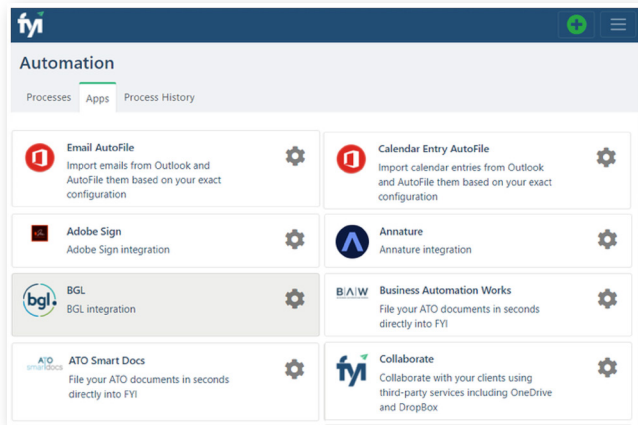 fyi
Automation
Processes Apps Process History
Email AutoFile
Import emails from Outlook and
AutoFile them based on your exact
configuration
Calendar Entry AutoFile
Import calendar entries from Outlook
and AutoFile them based on your exact
configuration
Adobe Sign
Adobe Sign integration
Annature
Annature integration
bgl.
BGL
BGL integration
B|A|W
Business Automation Works
File your ATO documents in seconds
directly into FYI
ATO
smartdocs
ATO Smart Docs
File your ATO documents in seconds
directly into FYI
fyi
Collaborate
Collaborate with your clients using
third-party services including OneDrive
and DropBox